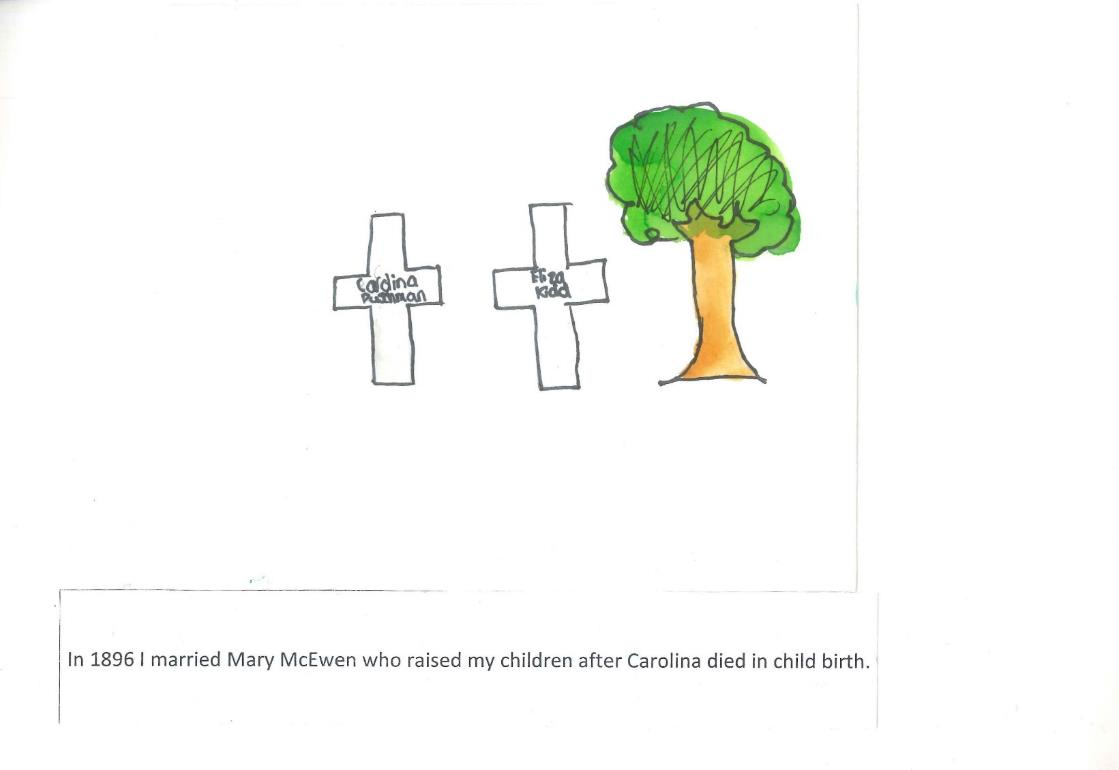 Carolina
Eliza
Kidd
In 1896 I married Mary McEwen who raised my children after Carolina died in child birth.